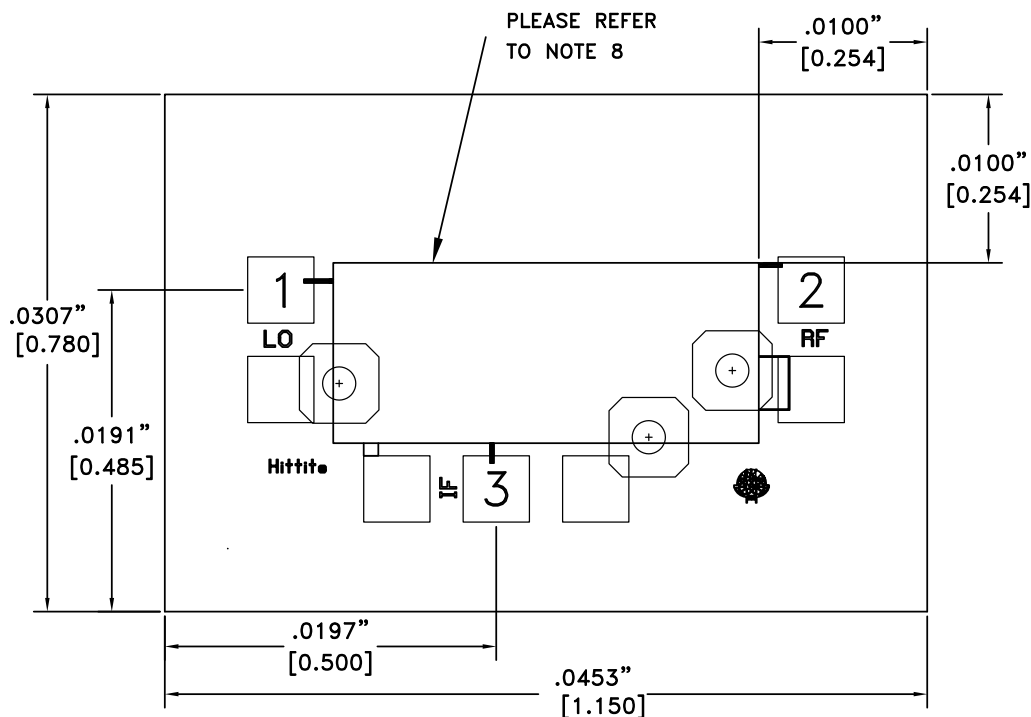 PLEASE REFER
TO NOTE 8
.0100”
[0.254]
.0100”
[0.254]
1
2
LO
RF
.0307”
[0.780]
.0191”
[0.485]
Hittite
IF
3
.0197”
[0.500]
.0453”
[1.150]